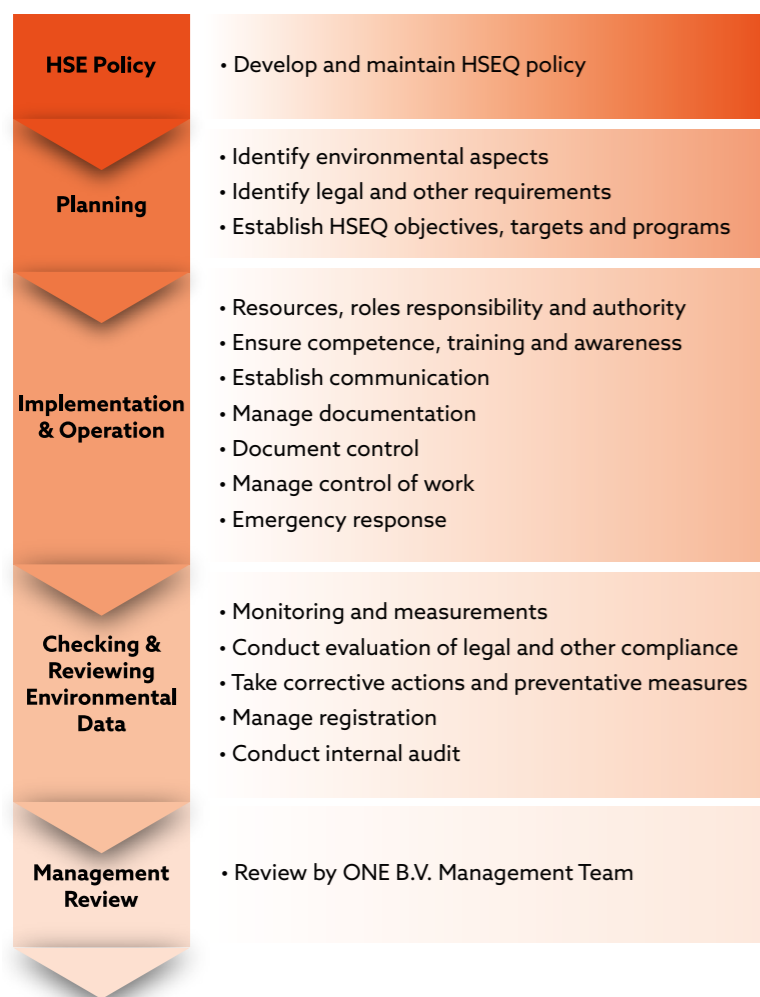 HSE Policy
• Develop and maintain HSEQ policy
Planning
• Identify environmental aspects
• Identify legal and other requirements
• Establish HSEQ objectives, targets and programs
Implementation
& Operation
• Resources, roles responsibility and authority
• Ensure competence, training and awareness
• Establish communication
• Manage documentation
• Document control
• Manage control of work
• Emergency response
Checking &
Reviewing
Environmental
Data
• Monitoring and measurements
• Conduct evaluation of legal and other compliance
• Take corrective actions and preventative measures
• Manage registration
• Conduct internal audit
Management
Review
• Review by ONE B.V. Management Team